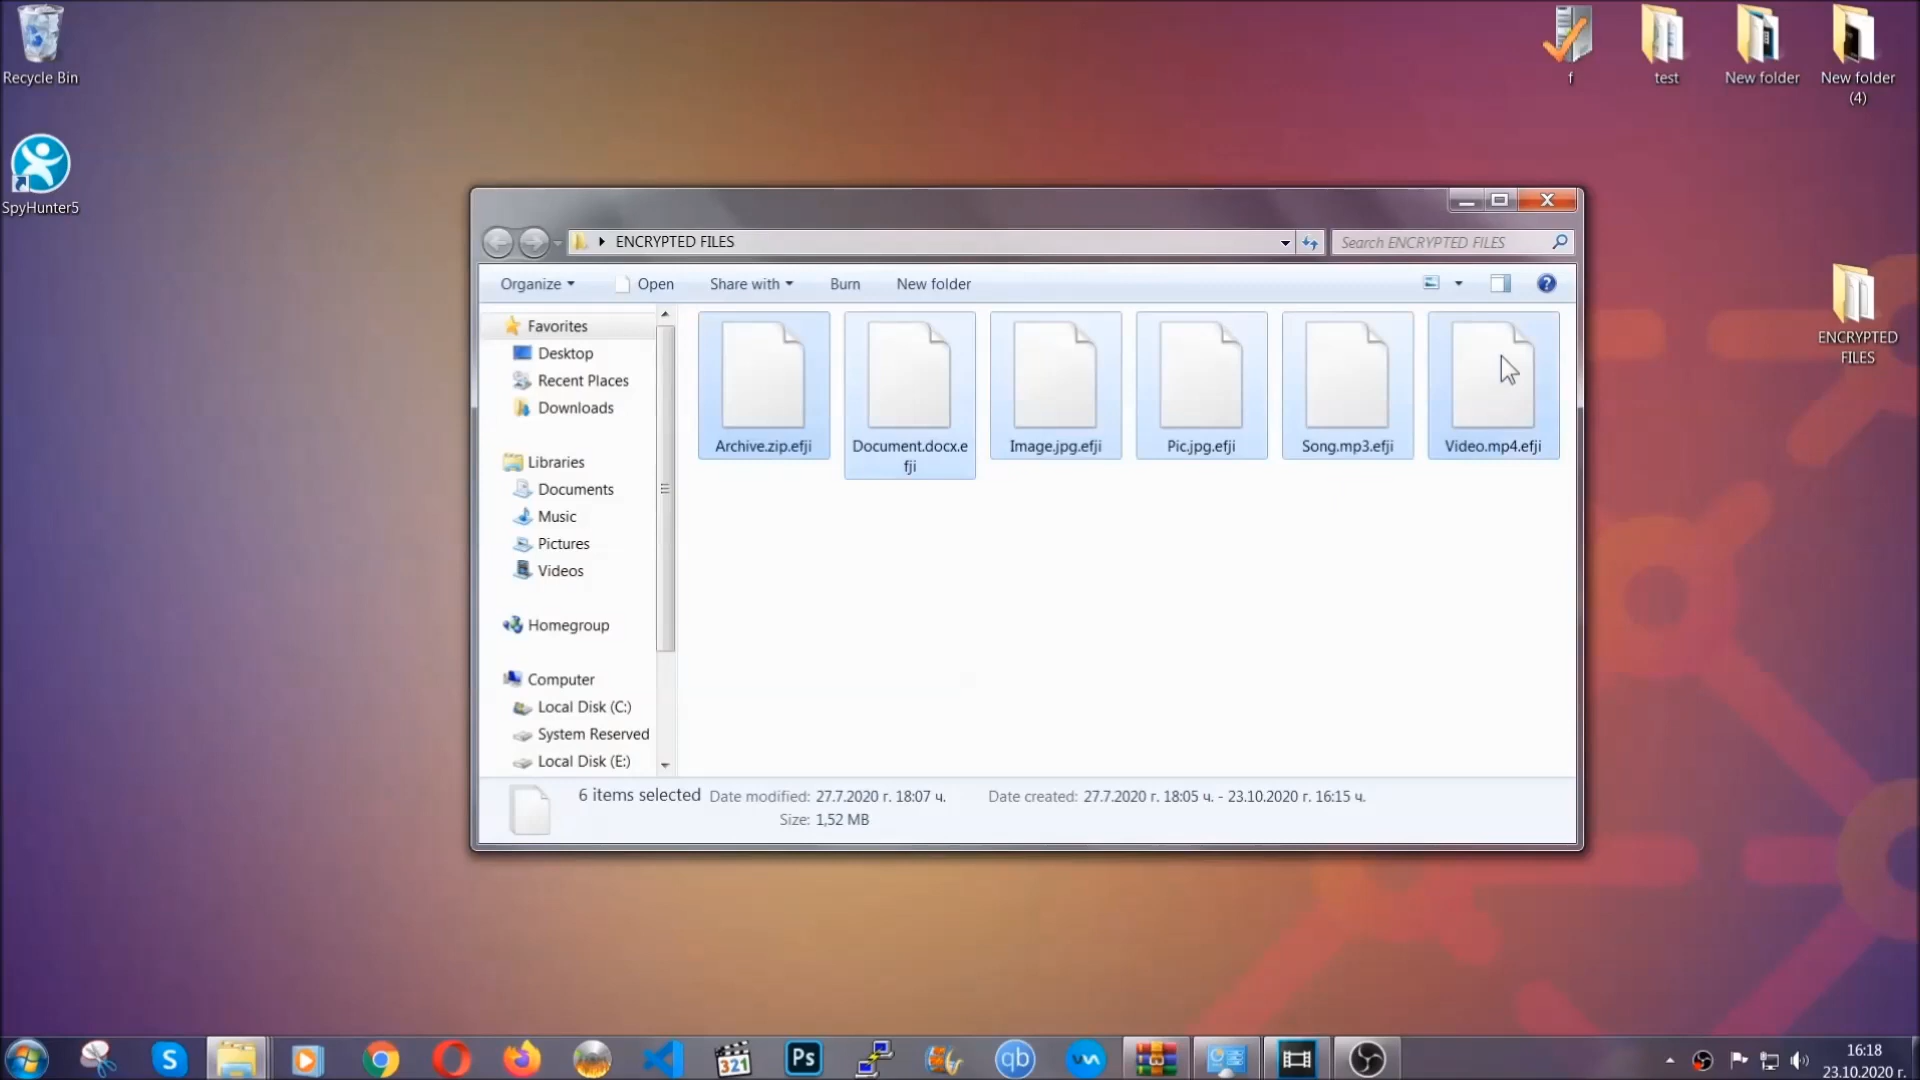 Recycle Bin
SpyHunter5
f
test
New folder
New folder
(4)
ENCRYPTED
FILES
ENCRYPTED FILES
Search ENCRYPTED FILES
Organize
Open
Share with
Burn
New folder
Favorites
Desktop
Recent Places
Downloads
Libraries
Documents
Music
Pictures
Videos
Homegroup
Computer
Local Disk (C:)
System Reserved
Local Disk (E:)
Archive.zip.efji
Document.docx.e
fji
Image.jpg.efji
Pic.jpg.efji
Song.mp3.efji
Video.mp4.efji
6 items selected Date modified: 27.7.2020 г. 18:07 ч. Date created: 27.7.2020 г. 18:05 ч. - 23.10.2020 г. 16:15 ч.
Size: 1,52 MB
S
321
Ps
qb
16:18
23.10.2020 г.